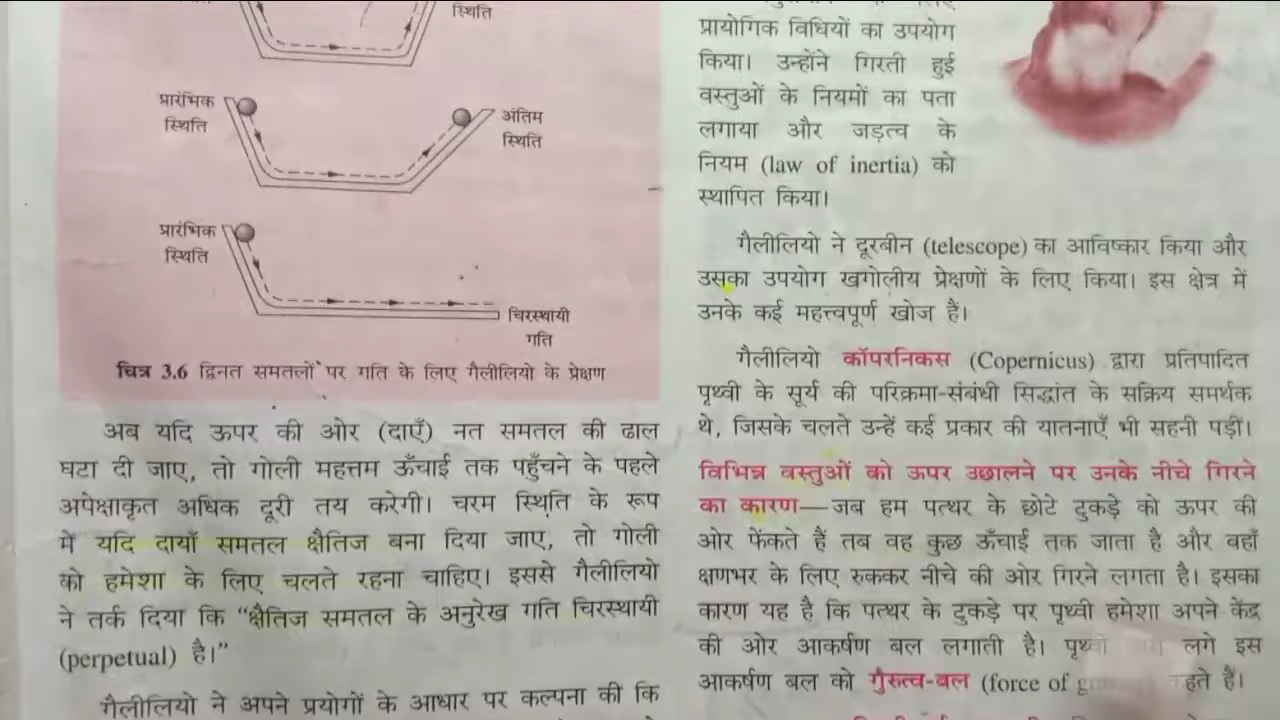 स्थिति
प्रारंभिक
स्थिति
अंतिम
स्थिति
प्रारंभिक
स्थिति
चिरस्थायी
गति
चित्र 3.6 द्विनत समतलों पर गति के लिए गैलीलियो के प्रेक्षण
अब यदि ऊपर की ओर (दाएँ) नत समतल की ढाल
घटा दी जाए, तो गोली महत्तम ऊँचाई तक पहुँचने के पहले
अपेक्षाकृत अधिक दूरी तय करेगी। चरम स्थिति के रूप
में यदि दायाँ समतल क्षैतिज बना दिया जाए, तो गोली
को हमेशा के लिए चलते रहना चाहिए। इससे गैलीलियो
ने तर्क दिया कि “क्षैतिज समतल के अनुरेख गति चिरस्थायी
(perpetual) है।”
गैलीलियो ने अपने प्रयोगों के आधार पर कल्पना की कि
प्रायोगिक विधियों का उपयोग
किया। उन्होंने गिरती हुई
वस्तुओं के नियमों का पता
लगाया और जड़त्व के
नियम (law of inertia) को
स्थापित किया।
गैलीलियो ने दूरबीन (telescope) का आविष्कार किया और
उसका उपयोग खगोलीय प्रेक्षणों के लिए किया। इस क्षेत्र में
उनके कई महत्त्वपूर्ण खोज हैं।
गैलीलियो कॉपरनिकस (Copernicus) द्वारा प्रतिपादित
पृथ्वी के सूर्य की परिक्रमा-संबंधी सिद्धांत के सक्रिय समर्थक
थे, जिसके चलते उन्हें कई प्रकार की यातनाएँ भी सहनी पड़ीं।
विभिन्न वस्तुओं को ऊपर उछालने पर उनके नीचे गिरने
का कारण—जब हम पत्थर के छोटे टुकड़े को ऊपर की
ओर फेंकते हैं तब वह कुछ ऊँचाई तक जाता है और वहाँ
क्षणभर के लिए रुककर नीचे की ओर गिरने लगता है। इसका
कारण यह है कि पत्थर के टुकड़े पर पृथ्वी हमेशा अपने केंद्र
की ओर आकर्षण बल लगाती है। लगे इस
आकर्षण बल को गुरुत्व-बल (force of हैं।